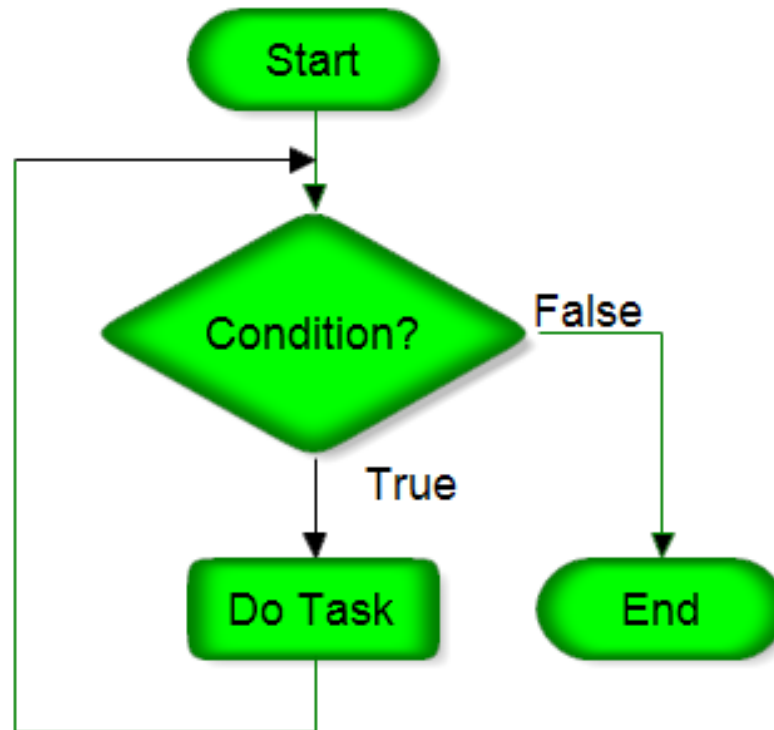 Start
Condition?
False
True
Do Task
End